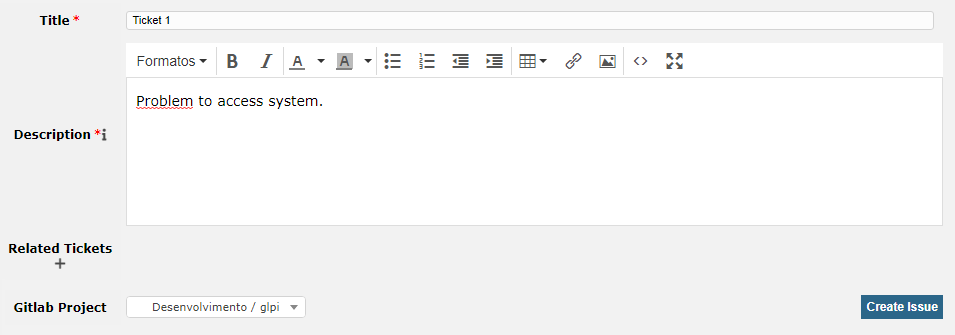 Title *
Ticket 1
Formatos B I A A <>
Description *i
Problem to access system.
Related Tickets
+
Gitlab Project
Desenvolvimento / glpi
Create Issue